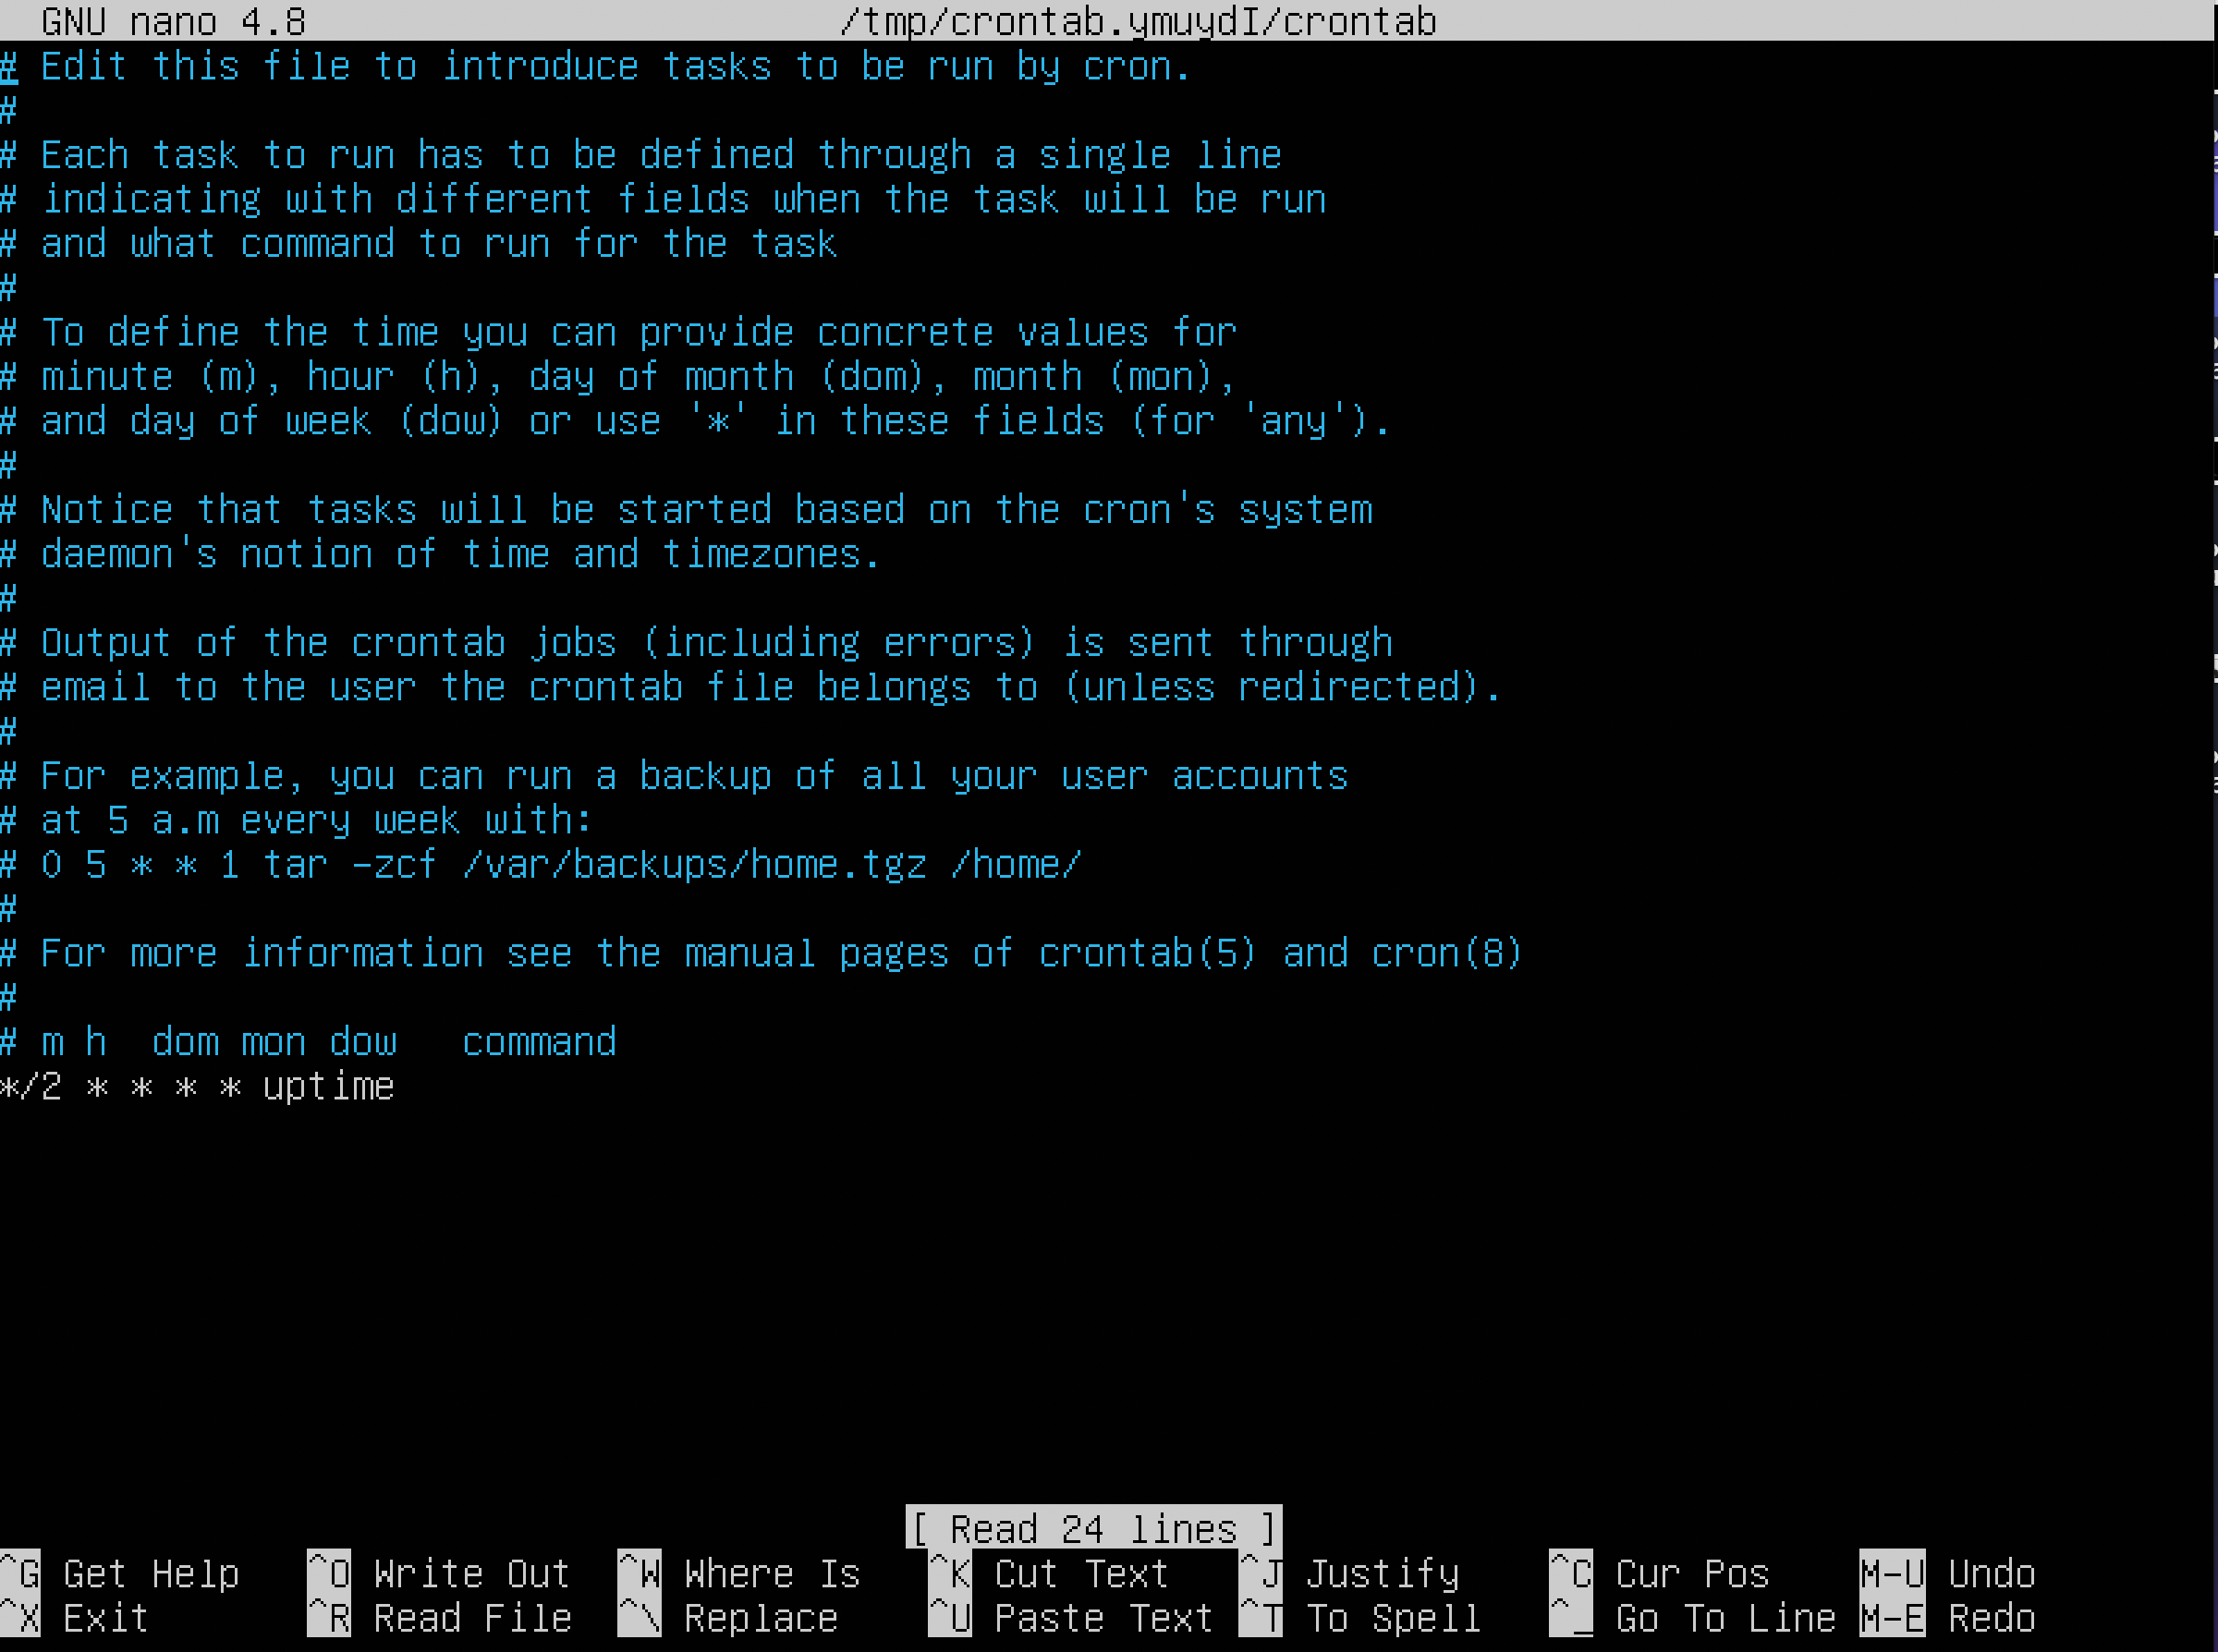 GNU nano 4.8 /tmp/crontab.ymuydI/crontab
# Edit this file to introduce tasks to be run by cron.
#
# Each task to run has to be defined through a single line
# indicating with different fields when the task will be run
# and what command to run for the task
#
# To define the time you can provide concrete values for
# minute (m), hour (h), day of month (dom), month (mon),
# and day of week (dow) or use '*' in these fields (for 'any').
#
# Notice that tasks will be started based on the cron's system
# daemon's notion of time and timezones.
#
# Output of the crontab jobs (including errors) is sent through
# email to the user the crontab file belongs to (unless redirected).
#
# For example, you can run a backup of all your user accounts
# at 5 a.m every week with:
# 0 5 * * 1 tar -zcf /var/backups/home.tgz /home/
#
# For more information see the manual pages of crontab(5) and cron(8)
#
# m h  dom mon dow   command
*/2 * * * * uptime
[ Read 24 lines ]
^G Get Help ^O Write Out ^W Where Is ^K Cut Text ^J Justify ^C Cur Pos M-U Undo
^X Exit ^R Read File ^\ Replace ^U Paste Text ^T To Spell ^_ Go To Line M-E Redo